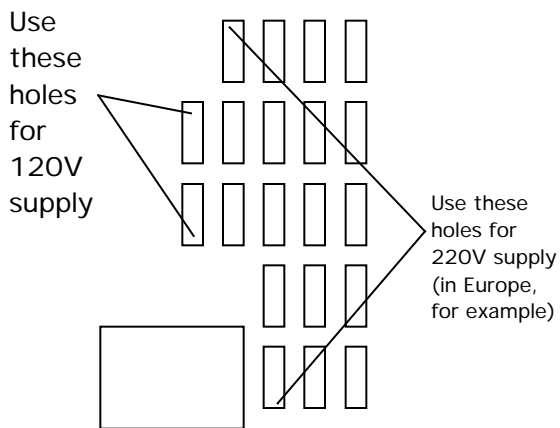 Use
these
holes
for
120V
supply
Use these
holes for
220V supply
(in Europe,
for example)